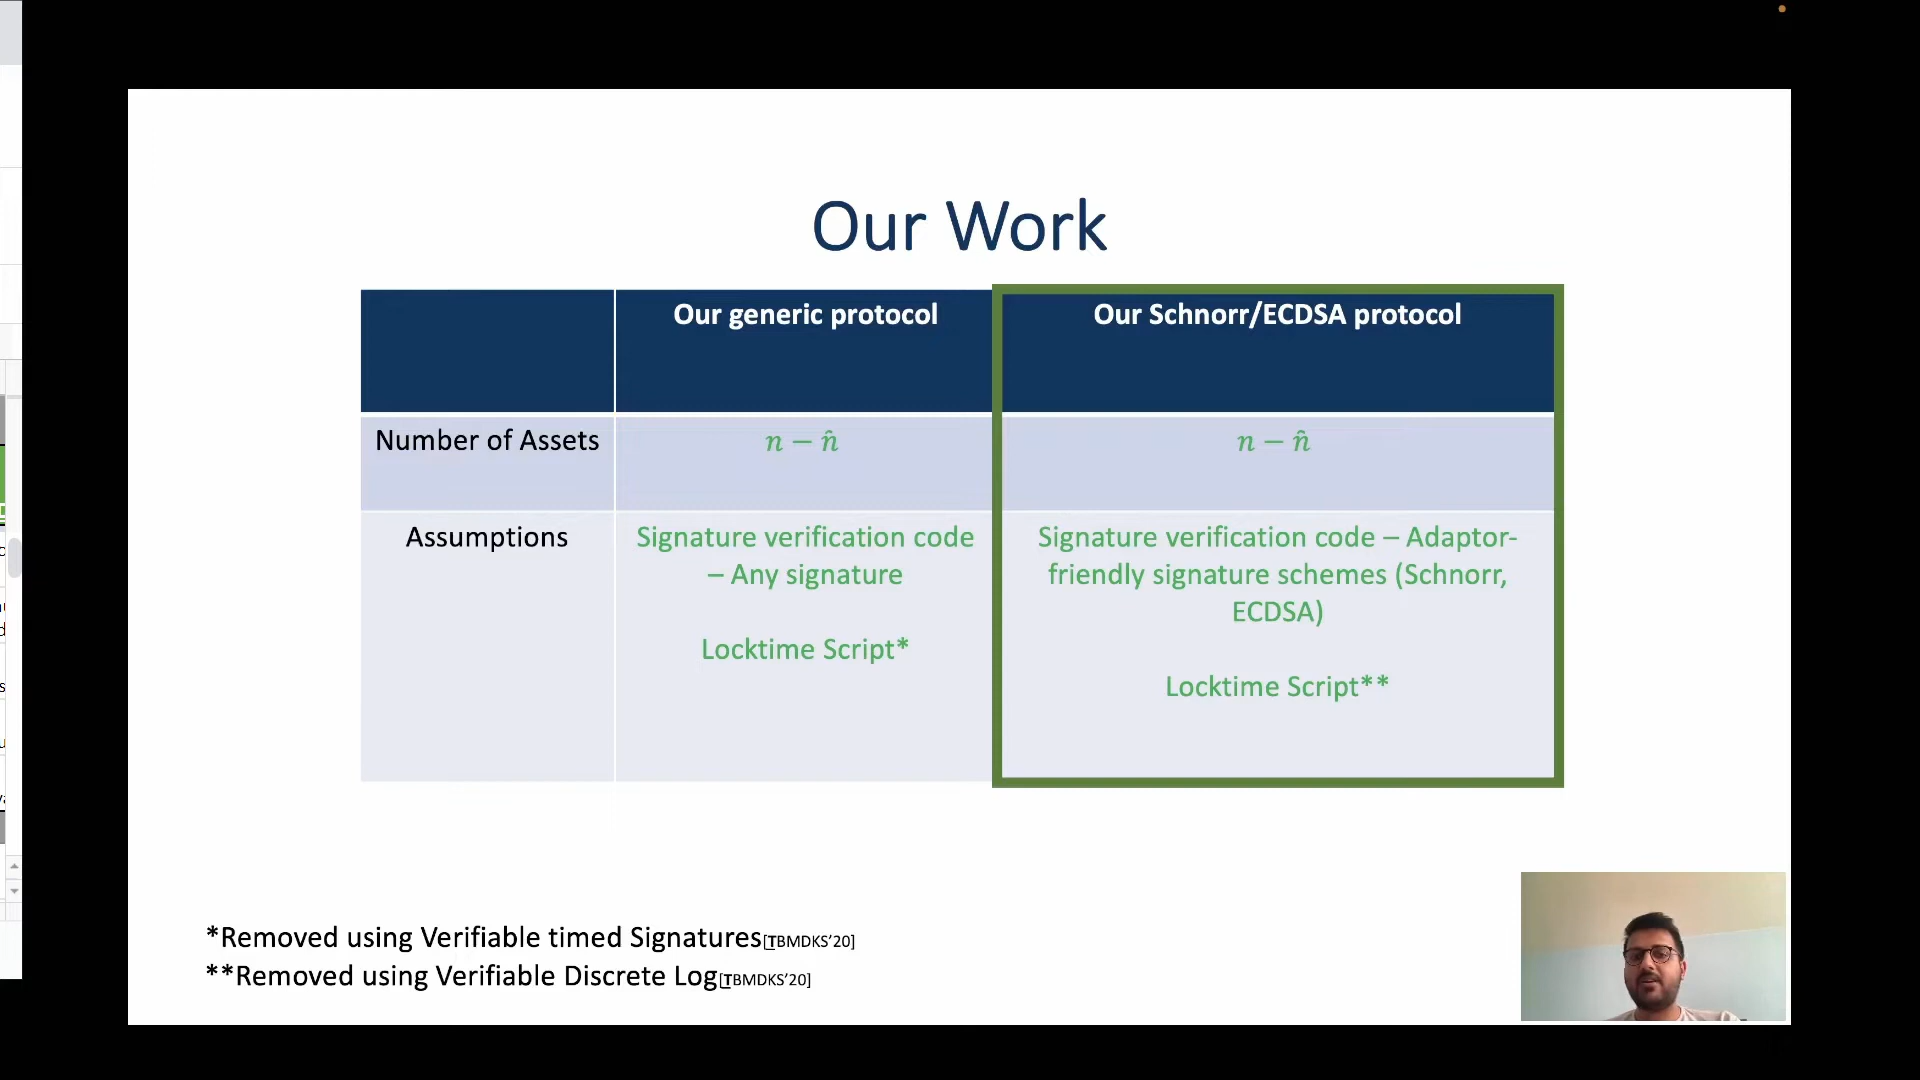 Our Work
Our generic protocol
Our Schnorr/ECDSA protocol
Number of Assets
n − n̂
n − n̂
Assumptions
Signature verification code
– Any signature
Locktime Script*
Signature verification code – Adaptor-
friendly signature schemes (Schnorr,
ECDSA)
Locktime Script**
*Removed using Verifiable timed Signatures[TBMDKS'20]
**Removed using Verifiable Discrete Log[TBMDKS'20]